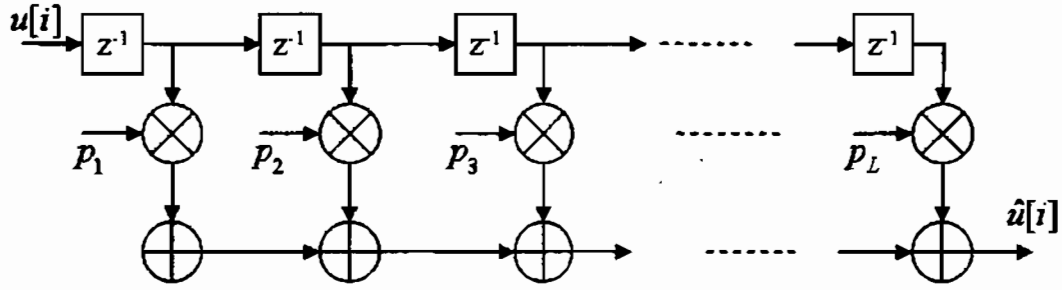 u[i]
z⁻¹ z⁻¹ z⁻¹ z⁻¹
p₁ p₂ p₃ p_L
û[i]